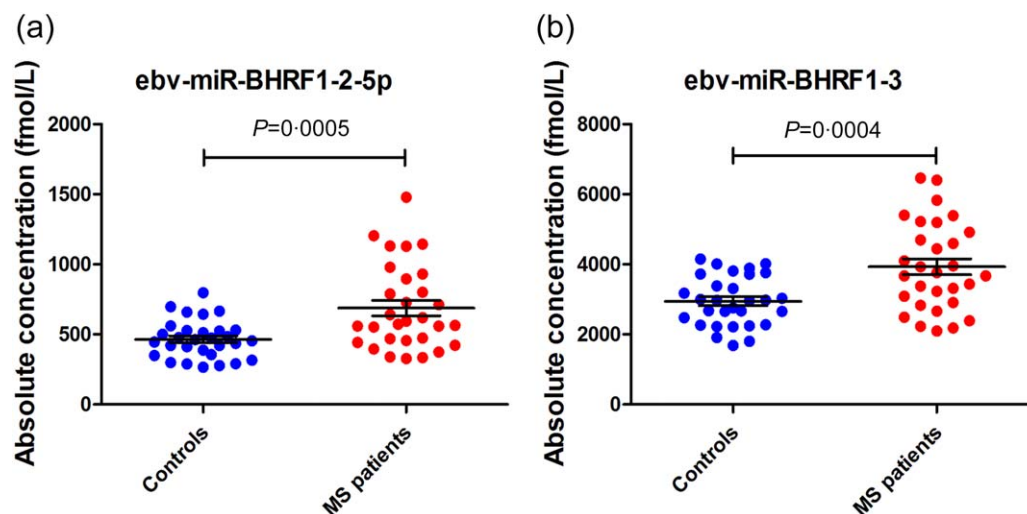 (a)
ebv-miR-BHRF1-2-5p
P=0·0005
Absolute concentration (fmol/L)
2000
1500
1000
500
0
Controls
MS patients
(b)
ebv-miR-BHRF1-3
P=0·0004
Absolute concentration (fmol/L)
8000
6000
4000
2000
0
Controls
MS patients